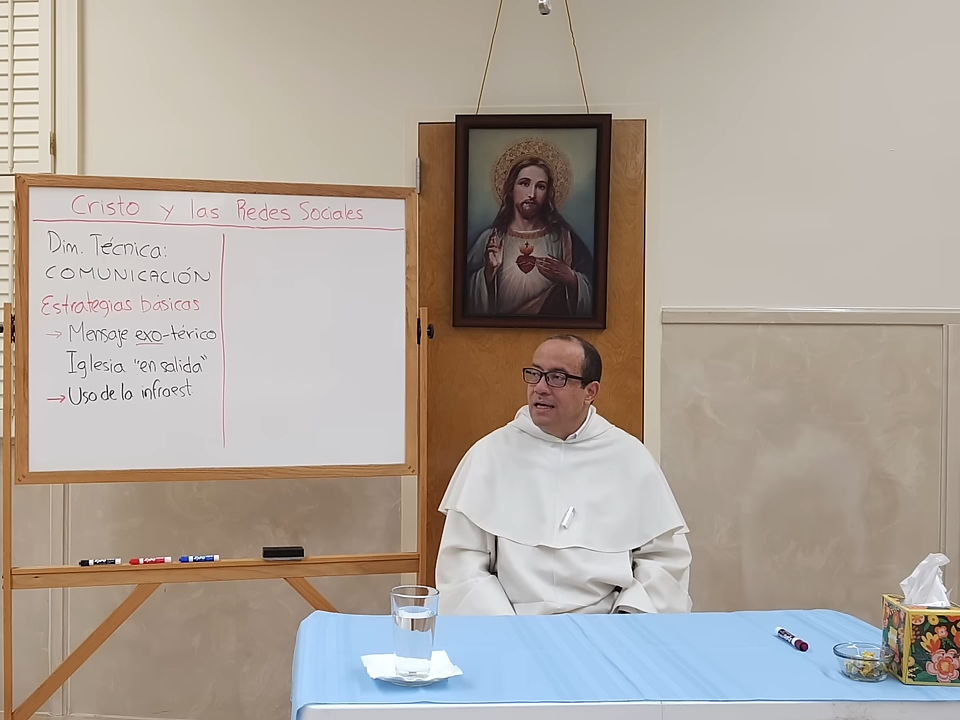 Cristo y las Redes Sociales
Dim. Técnica:
COMUNICACIÓN
Estrategias básicas
→ Mensaje exo-térico
Iglesia "en salida"
→ Uso de la infraest